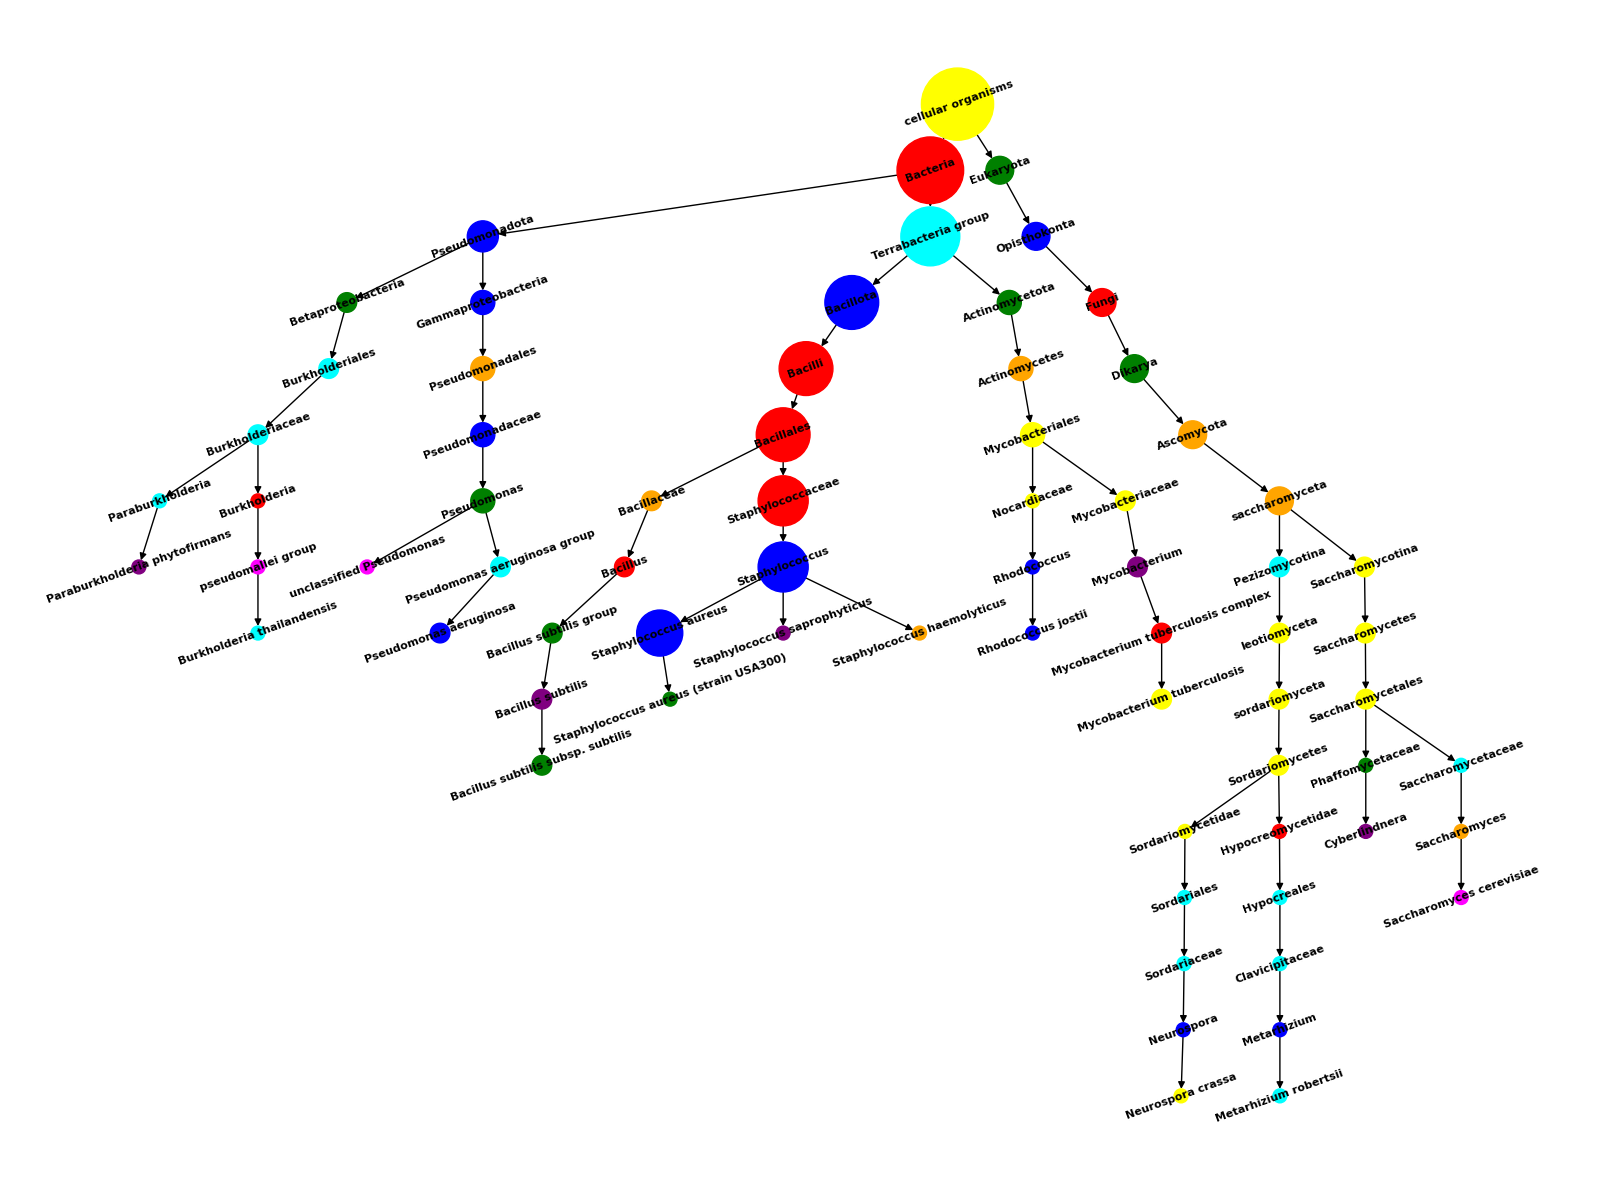 cellular organisms
Bacteria
Eukaryota
Pseudomonadota
Terrabacteria group
Opisthokonta
Betaproteobacteria
Gammaproteobacteria
Bacillota
Actinomycetota
Fungi
Burkholderiales
Pseudomonadales
Bacilli
Actinomycetes
Dikarya
Burkholderiaceae
Pseudomonadaceae
Bacillales
Mycobacteriales
Ascomycota
Paraburkholderia
Burkholderia
Pseudomonas
Bacillaceae
Staphylococcaceae
Nocardiaceae
Mycobacteriaceae
saccharomyceta
Paraburkholderia phytofirmans
pseudomallei group
unclassified Pseudomonas
Pseudomonas aeruginosa group
Bacillus
Staphylococcus
Rhodococcus
Mycobacterium
Pezizomycotina
Saccharomycotina
Burkholderia thailandensis
Pseudomonas aeruginosa
Bacillus subtilis group
Staphylococcus aureus
Staphylococcus saprophyticus
Staphylococcus haemolyticus
Rhodococcus jostii
Mycobacterium tuberculosis complex
leotiomyceta
Saccharomycetes
Bacillus subtilis
Staphylococcus aureus (strain USA300)
Mycobacterium tuberculosis
sordariomyceta
Saccharomycetales
Bacillus subtilis subsp. subtilis
Sordariomycetes
Phaffomycetaceae
Saccharomycetaceae
Sordariomycetidae
Hypocreomycetidae
Cyberlindnera
Saccharomyces
Sordariales
Hypocreales
Saccharomyces cerevisiae
Sordariaceae
Clavicipitaceae
Neurospora
Metarhizium
Neurospora crassa
Metarhizium robertsii